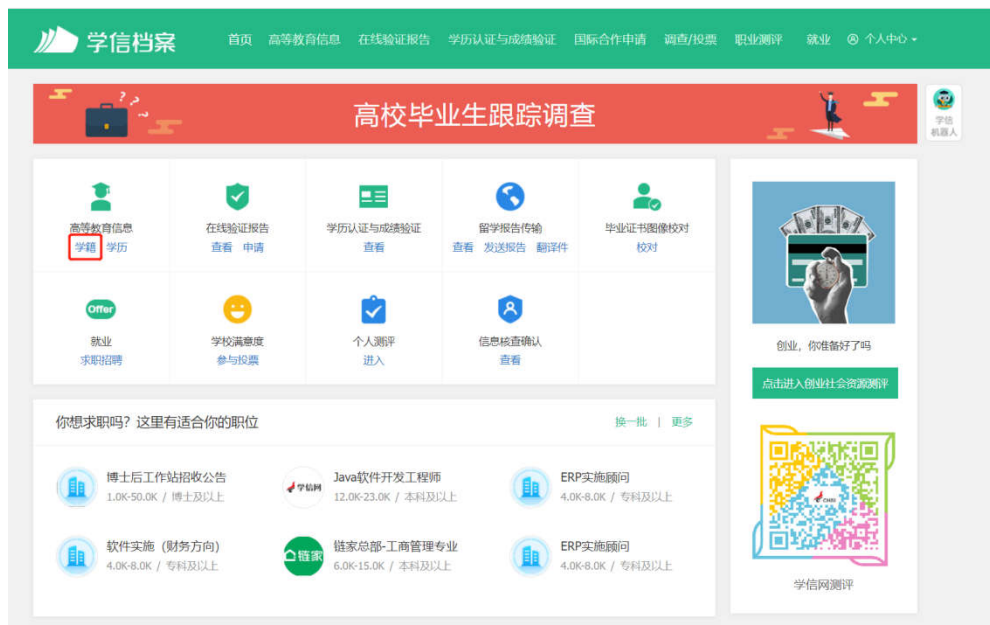 学信档案 首页 高等教育信息 在线验证报告 学历认证与成绩验证 国际合作申请 调查/投票 职业测评 就业 个人中心
高校毕业生跟踪调查
学信
机器人
高等教育信息 在线验证报告 学历认证与成绩验证 留学报告传输 毕业证书图像校对
学籍 学历 查看 申请 查看 查看 发送报告 翻译件 校对
Offer
就业 学校满意度 个人测评 信息核查确认
求职招聘 参与投票 进入 查看
创业，你准备好了吗
点击进入创业社会资源测评
你想求职吗？这里有适合你的职位 换一批 | 更多
博士后工作站招收公告 Java软件开发工程师 ERP实施顾问
1.0K-50.0K / 博士及以上 学信网 12.0K-23.0K / 本科及以上 4.0K-8.0K / 专科及以上
软件实施（财务方向） 链家总部-工商管理专业 ERP实施顾问
4.0K-8.0K / 专科及以上 链家 6.0K-15.0K / 本科及以上 4.0K-8.0K / 专科及以上
学信网测评